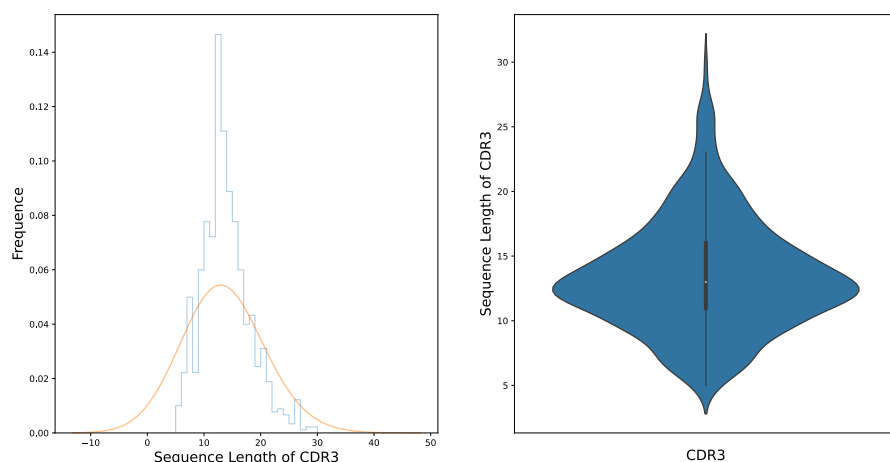 0.14
0.12
0.10
0.08
0.06
0.04
0.02
0.00
Frequence
−10 0 10 20 30 40 50
Sequence Length of CDR3
30
25
20
15
10
5
Sequence Length of CDR3
CDR3